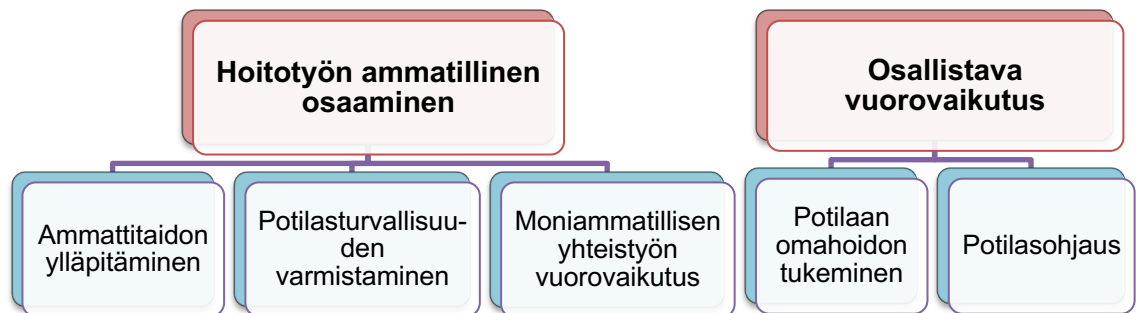 Hoitotyön ammatillinen
osaaminen
Osallistava
vuorovaikutus
Ammattitaidon
ylläpitäminen
Potilasturvallisuu-
den
varmistaminen
Moniammatillisen
yhteistyön
vuorovaikutus
Potilaan
omahoidon
tukeminen
Potilasohjaus